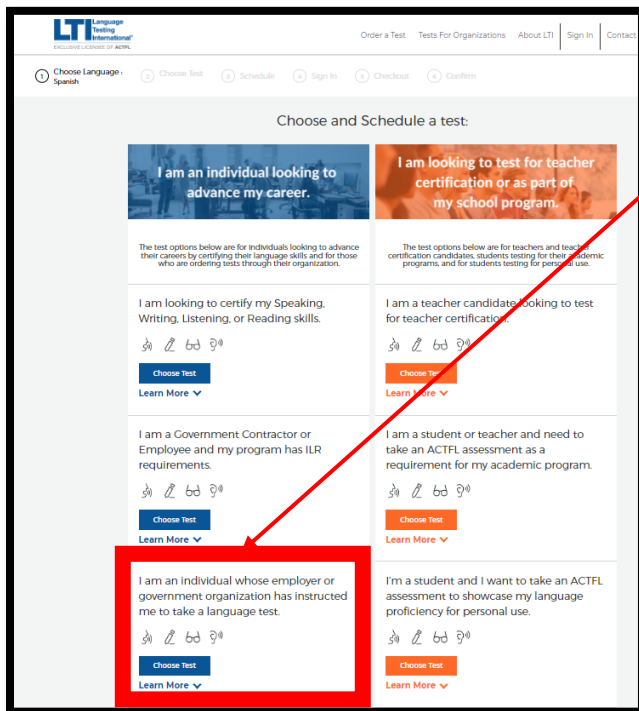 LTI Language
Testing
International
EXCLUSIVE LICENSEE OF ACTFL
Order a Test Tests For Organizations About LTI Sign In Contact
1 Choose Language :
Spanish
2 Choose Test 3 Schedule 4 Sign In 5 Checkout 6 Confirm
Choose and Schedule a test:
I am an individual looking to
advance my career.
The test options below are for individuals looking to advance
their careers by certifying their language skills and for those
who are ordering tests through their organization.
I am looking to certify my Speaking,
Writing, Listening, or Reading skills.
Choose Test
Learn More
I am a Government Contractor or
Employee and my program has ILR
requirements.
Choose Test
Learn More
I am an individual whose employer or
government organization has instructed
me to take a language test.
Choose Test
Learn More
I am looking to test for teacher
certification or as part of
my school program.
The test options below are for teachers and teacher
certification candidates, students testing for their academic
programs, and for students testing for personal use.
I am a teacher candidate looking to test
for teacher certification.
Choose Test
Learn More
I am a student or teacher and need to
take an ACTFL assessment as a
requirement for my academic program.
Choose Test
Learn More
I'm a student and I want to take an ACTFL
assessment to showcase my language
proficiency for personal use.
Choose Test
Learn More